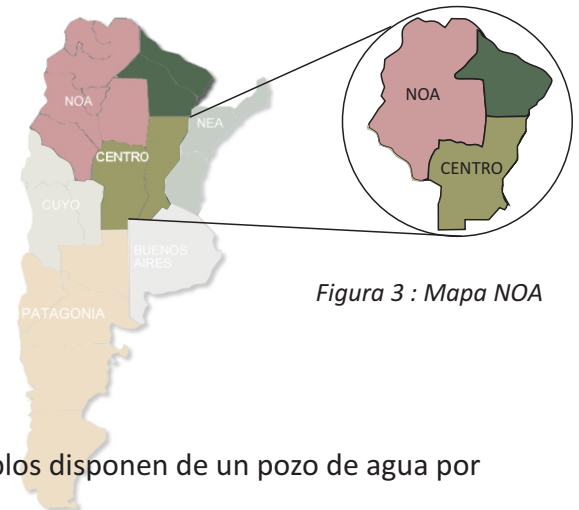 NOA
NEA
CENTRO
CUYO
BUENOS
AIRES
PATAGONIA
NOA
CENTRO
Figura 3 : Mapa NOA
disponen de un pozo de agua por